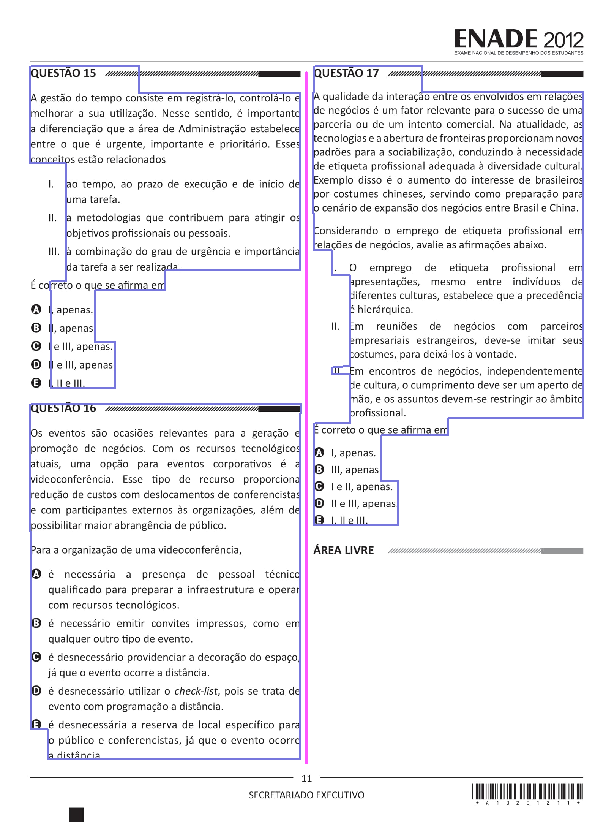 ENADE 2012
EXAME NACIONAL DE DESEMPENHO DOS ESTUDANTES
QUESTÃO 15
A gestão do tempo consiste em registrá-lo, controlá-lo e
melhorar a sua utilização. Nesse sentido, é importante
a diferenciação que a área de Administração estabelece
entre o que é urgente, importante e prioritário. Esses
conceitos estão relacionados
I. ao tempo, ao prazo de execução e de início de
uma tarefa.
II. a metodologias que contribuem para atingir os
objetivos profissionais ou pessoais.
III. à combinação do grau de urgência e importância
da tarefa a ser realizada.
É correto o que se afirma em
A I, apenas.
B II, apenas.
C I e III, apenas.
D II e III, apenas.
E I, II e III.
QUESTÃO 16
Os eventos são ocasiões relevantes para a geração e
promoção de negócios. Com os recursos tecnológicos
atuais, uma opção para eventos corporativos é a
videoconferência. Esse tipo de recurso proporciona
redução de custos com deslocamentos de conferencistas
e com participantes externos às organizações, além de
possibilitar maior abrangência de público.
Para a organização de uma videoconferência,
A é necessária a presença de pessoal técnico
qualificado para preparar a infraestrutura e operar
com recursos tecnológicos.
B é necessário emitir convites impressos, como em
qualquer outro tipo de evento.
C é desnecessário providenciar a decoração do espaço,
já que o evento ocorre a distância.
D é desnecessário utilizar o check-list, pois se trata de
evento com programação a distância.
E é desnecessária a reserva de local específico para
o público e conferencistas, já que o evento ocorre
a distância.
QUESTÃO 17
A qualidade da interação entre os envolvidos em relações
de negócios é um fator relevante para o sucesso de uma
parceria ou de um intento comercial. Na atualidade, as
tecnologias e a abertura de fronteiras proporcionam novos
padrões para a sociabilização, conduzindo à necessidade
de etiqueta profissional adequada à diversidade cultural.
Exemplo disso é o aumento do interesse de brasileiros
por costumes chineses, servindo como preparação para
o cenário de expansão dos negócios entre Brasil e China.
Considerando o emprego de etiqueta profissional em
relações de negócios, avalie as afirmações abaixo.
I. O emprego de etiqueta profissional em
apresentações, mesmo entre indivíduos de
diferentes culturas, estabelece que a precedência
é hierárquica.
II. Em reuniões de negócios com parceiros
empresariais estrangeiros, deve-se imitar seus
costumes, para deixá-los à vontade.
III. Em encontros de negócios, independentemente
de cultura, o cumprimento deve ser um aperto de
mão, e os assuntos devem-se restringir ao âmbito
profissional.
É correto o que se afirma em
A I, apenas.
B III, apenas.
C I e II, apenas.
D II e III, apenas.
E I, II e III.
ÁREA LIVRE
11
SECRETARIADO EXECUTIVO